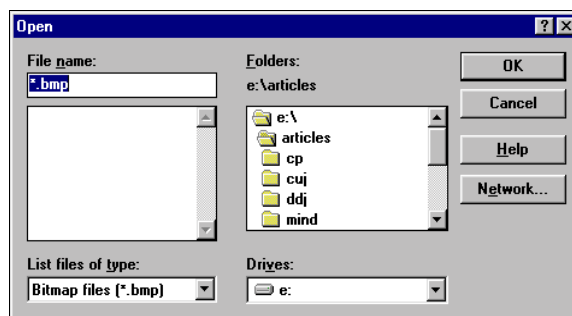 Open
File name:
*.bmp
List files of type:
Bitmap files (*.bmp)
Folders:
e:\articles
e:\
articles
cp
cuj
ddj
mind
Drives:
e:
OK
Cancel
Help
Network...